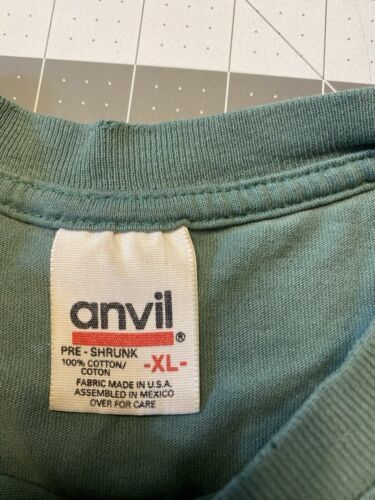 anvil®
PRE-SHRUNK
100% COTTON/
COTON
-XL-
FABRIC MADE IN U.S.A.
ASSEMBLED IN MEXICO
OVER FOR CARE